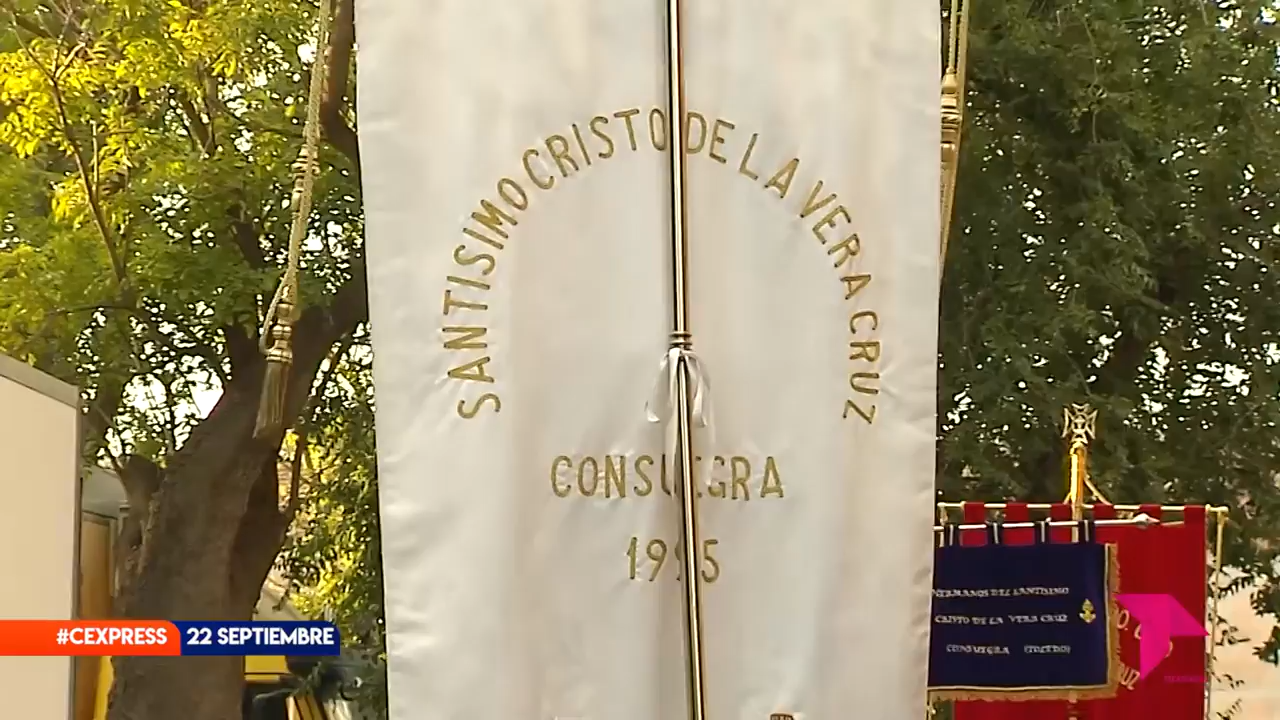 SANTISIMO CRISTO DE LA VERA CRUZ
CONSUEGRA
HERMANOS DEL SANTISIMO
CRISTO DE LA VERA CRUZ
CONSUEGRA (TOLEDO)
#CEXPRESS
22 SEPTIEMBRE